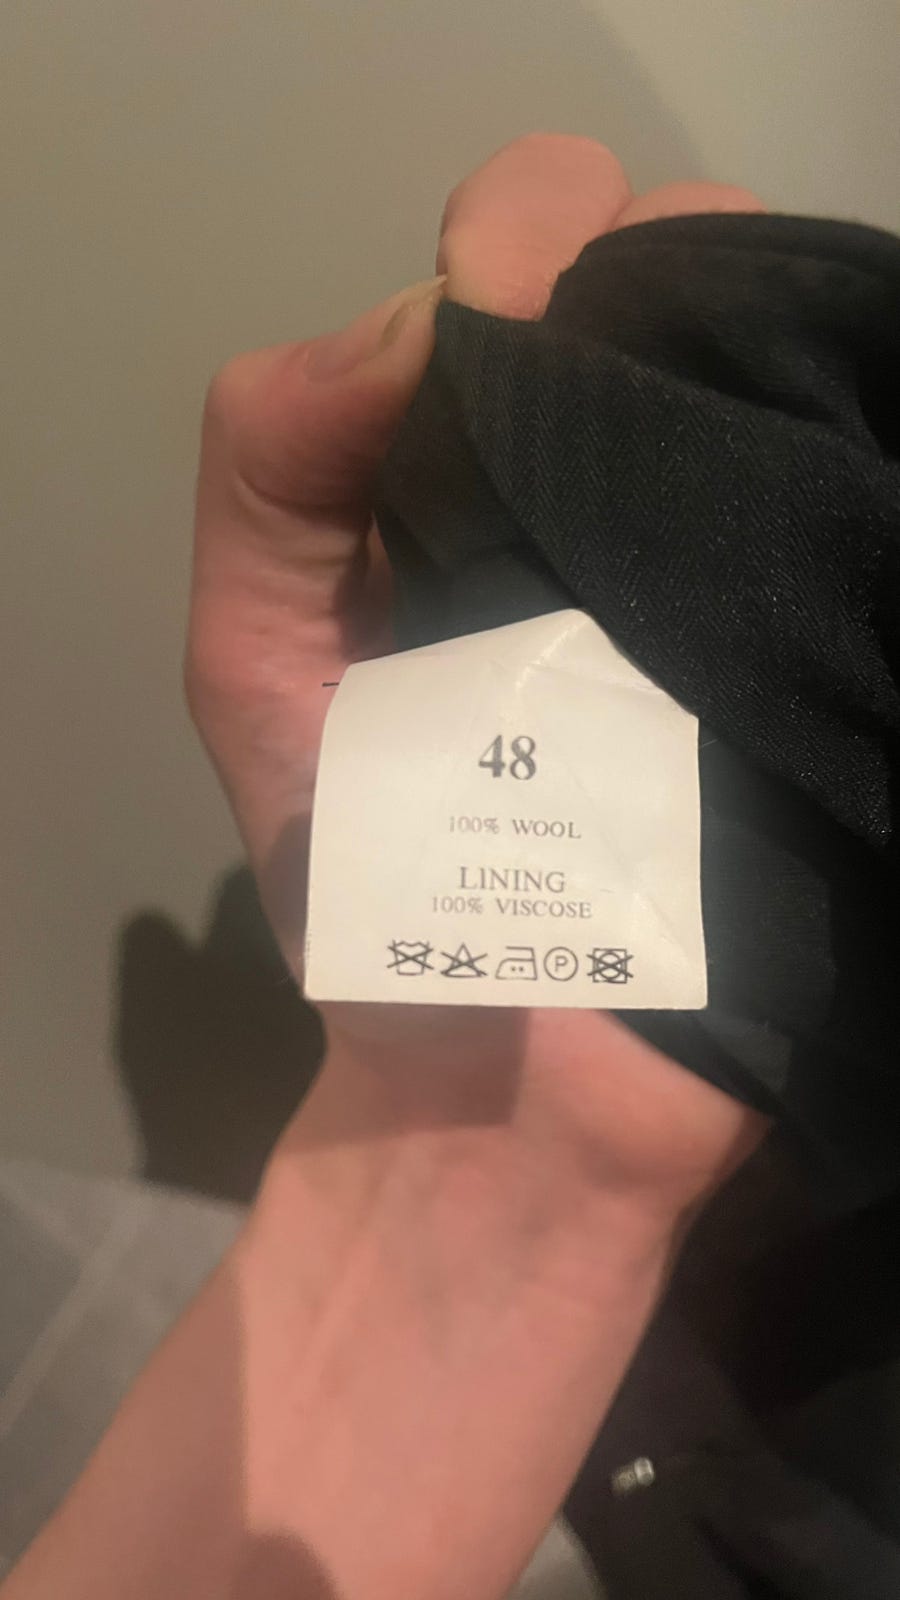 48
100% WOOL
LINING
100% VISCOSE
P